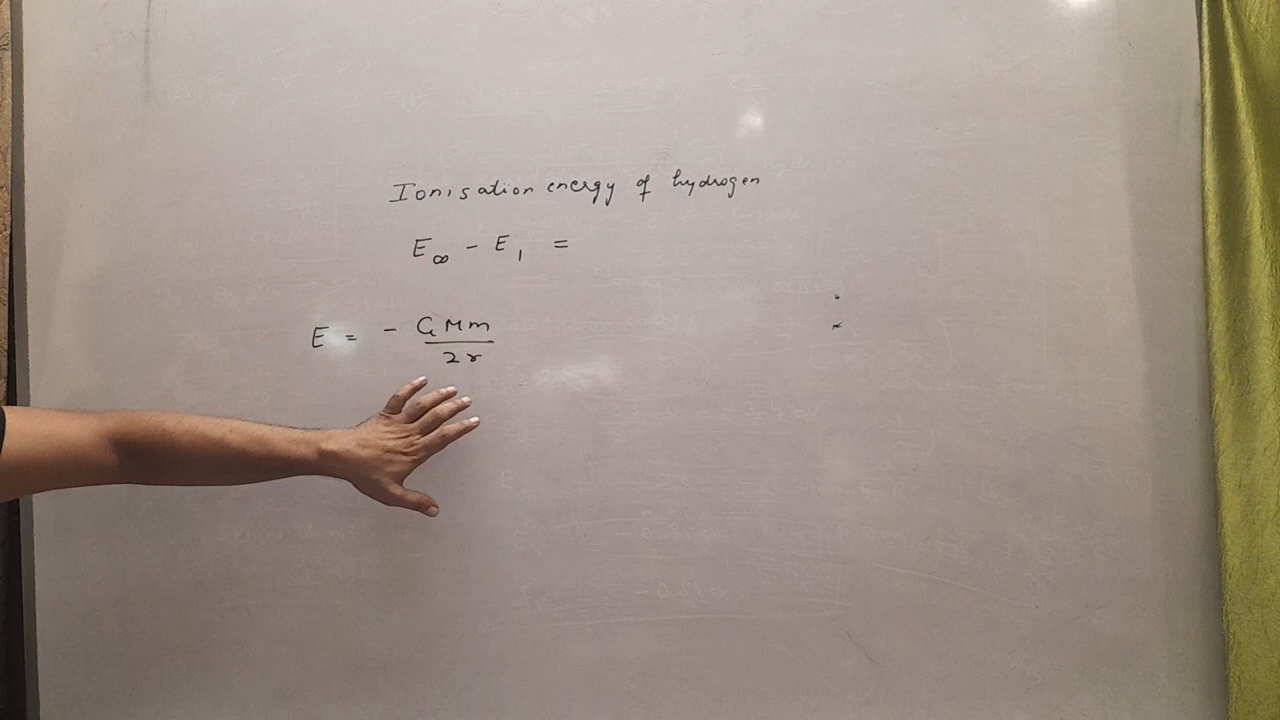 Ionisation energy of hydrogen
E∞ - E₁ =
E = - GMm / 2r